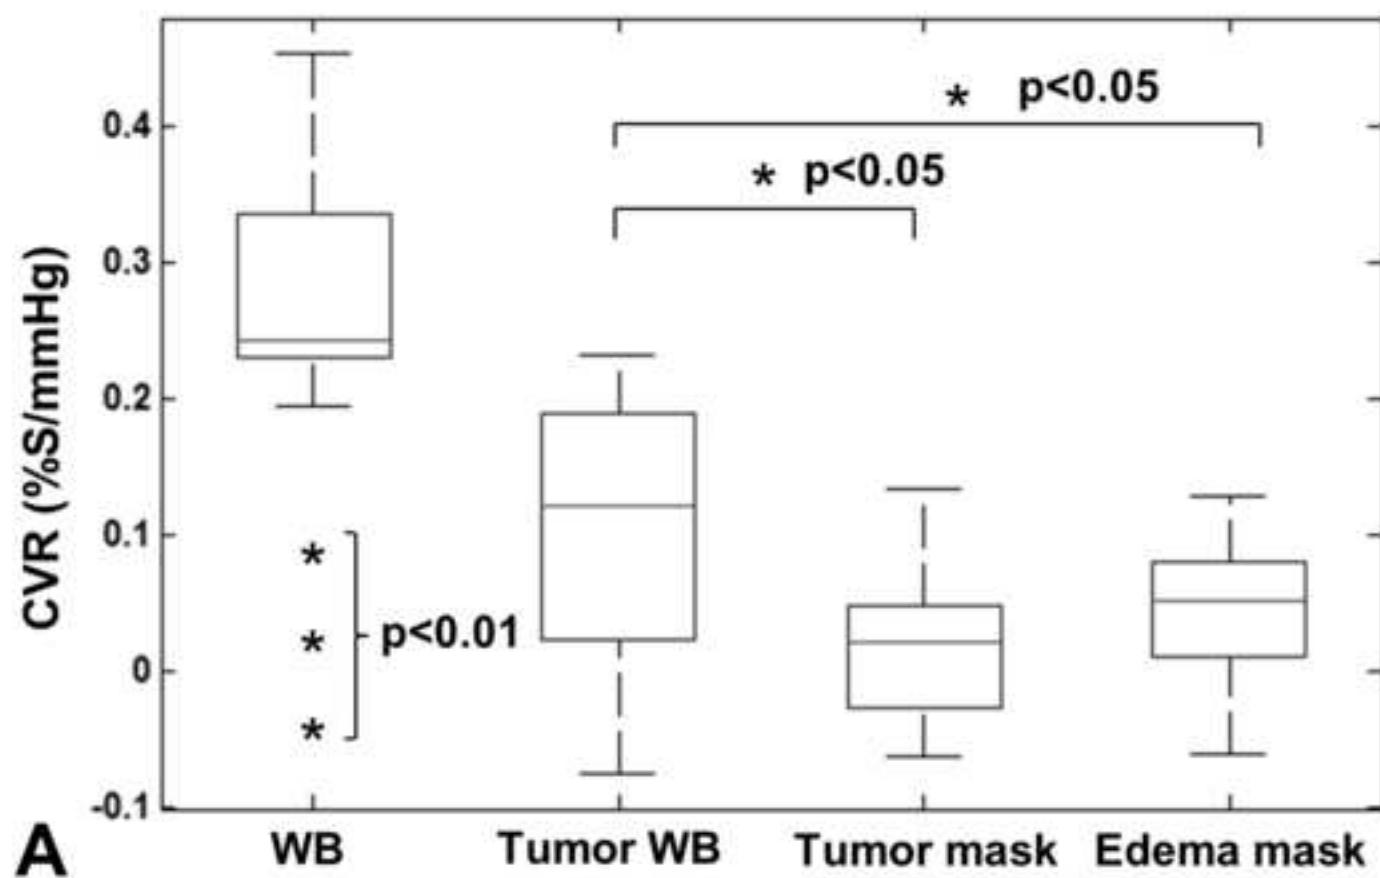 0.4
0.3
0.2
0.1
0
-0.1
CVR (%S/mmHg)
* p<0.05
* p<0.05
*
*
*
p<0.01
WB Tumor WB Tumor mask Edema mask
A